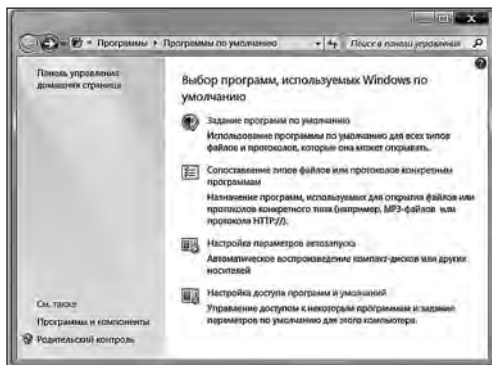 Программы ▸ Программы по умолчанию
Поиск в панели управления
Панель управления -
домашняя страница
Выбор программ, используемых Windows по
умолчанию
Задание программ по умолчанию
Использование программы по умолчанию для всех типов
файлов и протоколов, которые она может открывать.
Сопоставление типов файлов или протоколов конкретным
программам
Назначение программ, используемых для открытия файлов или
протоколов конкретного типа (например, MP3-файлов или
протокола HTTP://).
Настройка параметров автозапуска
Автоматическое воспроизведение компакт-дисков или других
носителей
Настройка доступа программ и умолчаний
Управление доступом к некоторым программам и задание
параметров по умолчанию для этого компьютера.
См. также
Программы и компоненты
Родительский контроль